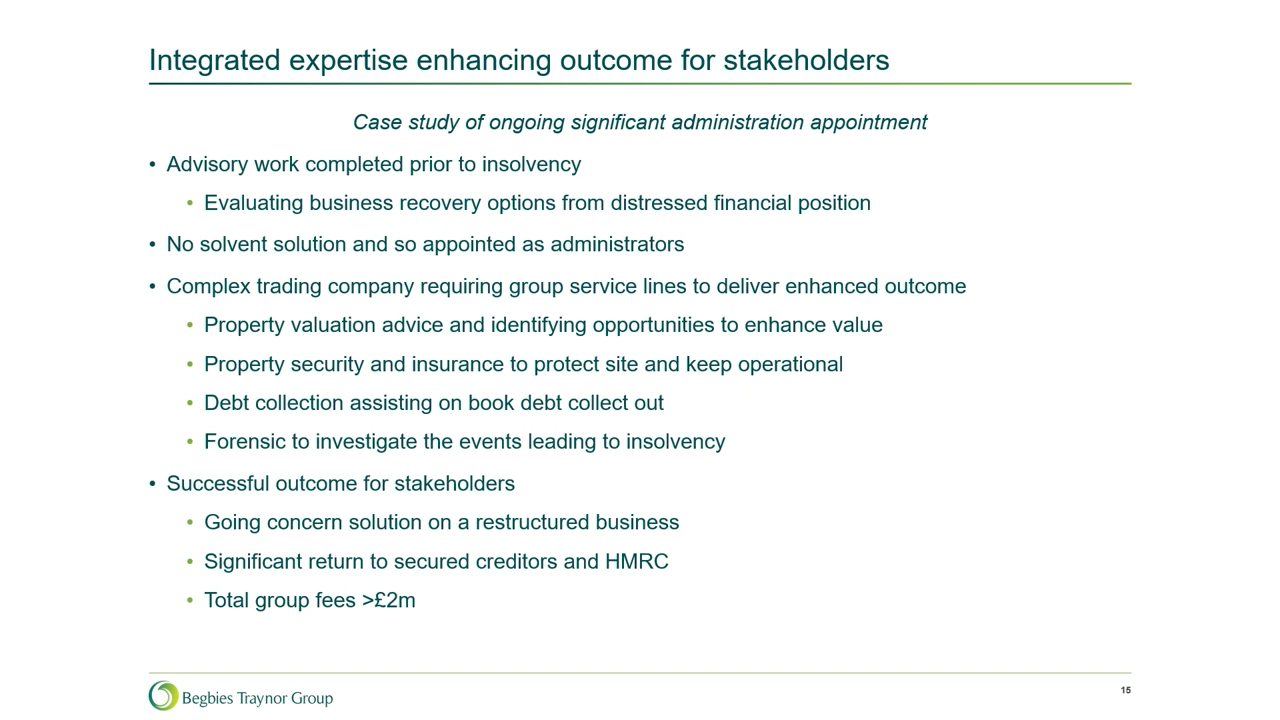 Integrated expertise enhancing outcome for stakeholders
Case study of ongoing significant administration appointment
• Advisory work completed prior to insolvency
• Evaluating business recovery options from distressed financial position
• No solvent solution and so appointed as administrators
• Complex trading company requiring group service lines to deliver enhanced outcome
• Property valuation advice and identifying opportunities to enhance value
• Property security and insurance to protect site and keep operational
• Debt collection assisting on book debt collect out
• Forensic to investigate the events leading to insolvency
• Successful outcome for stakeholders
• Going concern solution on a restructured business
• Significant return to secured creditors and HMRC
• Total group fees >£2m
Begbies Traynor Group
15